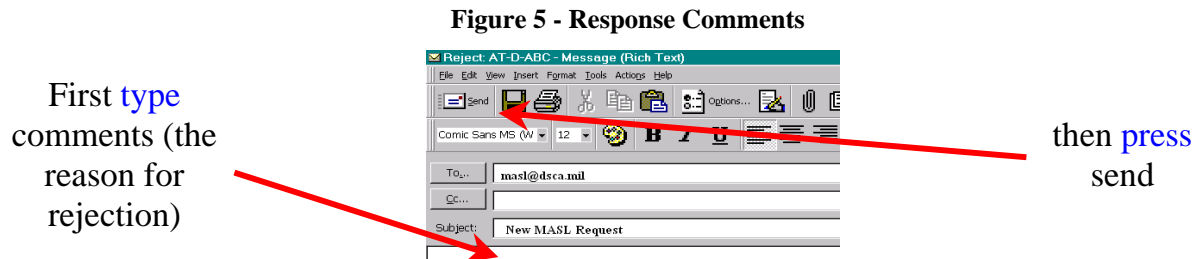 Figure 5 - Response Comments
Reject: AT-D-ABC - Message (Rich Text)
File Edit View Insert Format Tools Actions Help
Send Options...
Comic Sans MS (W 12 B I U
To... masl@dsca.mil
Cc...
Subject: New MASL Request
First type
comments (the
reason for
rejection)
then press
send